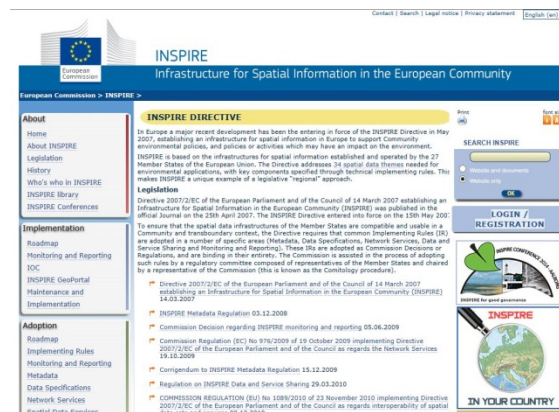 Contact | Search | Legal notice | Privacy statement
English (en)
European
Commission
INSPIRE
Infrastructure for Spatial Information in the European Community
European Commission > INSPIRE >
About
Home
About INSPIRE
Legislation
History
Who's who in INSPIRE
INSPIRE library
INSPIRE Conferences
Implementation
Roadmap
Monitoring and Reporting
IOC
INSPIRE GeoPortal
Maintenance and
Implementation
Adoption
Roadmap
Implementing Rules
Monitoring and Reporting
Metadata
Data Specifications
Network Services
Spatial Data Services
INSPIRE DIRECTIVE
In Europe a major recent development has been the entering in force of the INSPIRE Directive in May
2007, establishing an infrastructure for spatial information in Europe to support Community
environmental policies, and policies or activities which may have an impact on the environment.
INSPIRE is based on the infrastructures for spatial information established and operated by the 27
Member States of the European Union. The Directive addresses 34 spatial data themes needed for
environmental applications, with key components specified through technical implementing rules. This
makes INSPIRE a unique example of a legislative "regional" approach.
Legislation
Directive 2007/2/EC of the European Parliament and of the Council of 14 March 2007 establishing an
Infrastructure for Spatial Information in the European Community (INSPIRE) was published in the
official Journal on the 25th April 2007. The INSPIRE Directive entered into force on the 15th May 200
To ensure that the spatial data infrastructures of the Member States are compatible and usable in a
Community and transboundary context, the Directive requires that common Implementing Rules (IR)
are adopted in a number of specific areas (Metadata, Data Specifications, Network Services, Data and
Service Sharing and Monitoring and Reporting). These IRs are adopted as Commission Decisions or
Regulations, and are binding in their entirety. The Commission is assisted in the process of adopting
such rules by a regulatory committee composed of representatives of the Member States and chaired
by a representative of the Commission (this is known as the Comitology procedure).
Directive 2007/2/EC of the European Parliament and of the Council of 14 March 2007
establishing an Infrastructure for Spatial Information in the European Community (INSPIRE)
14.03.2007
INSPIRE Metadata Regulation 03.12.2008
Commission Decision regarding INSPIRE monitoring and reporting 05.06.2009
Commission Regulation (EC) No 976/2009 of 19 October 2009 implementing Directive
2007/2/EC of the European Parliament and of the Council as regards the Network Services
19.10.2009
Corrigendum to INSPIRE Metadata Regulation 15.12.2009
Regulation on INSPIRE Data and Service Sharing 29.03.2010
COMMISSION REGULATION (EU) No 1089/2010 of 23 November 2010 implementing Directive
2007/2/EC of the European Parliament and of the Council as regards interoperability of spatial
Print
font
SEARCH INSPIRE
Website and documents
Website only
OK
LOGIN /
REGISTRATION
INSPIRE CONFERENCE 2014
INSPIRE for good governance
INSPIRE
IN YOUR COUNTRY